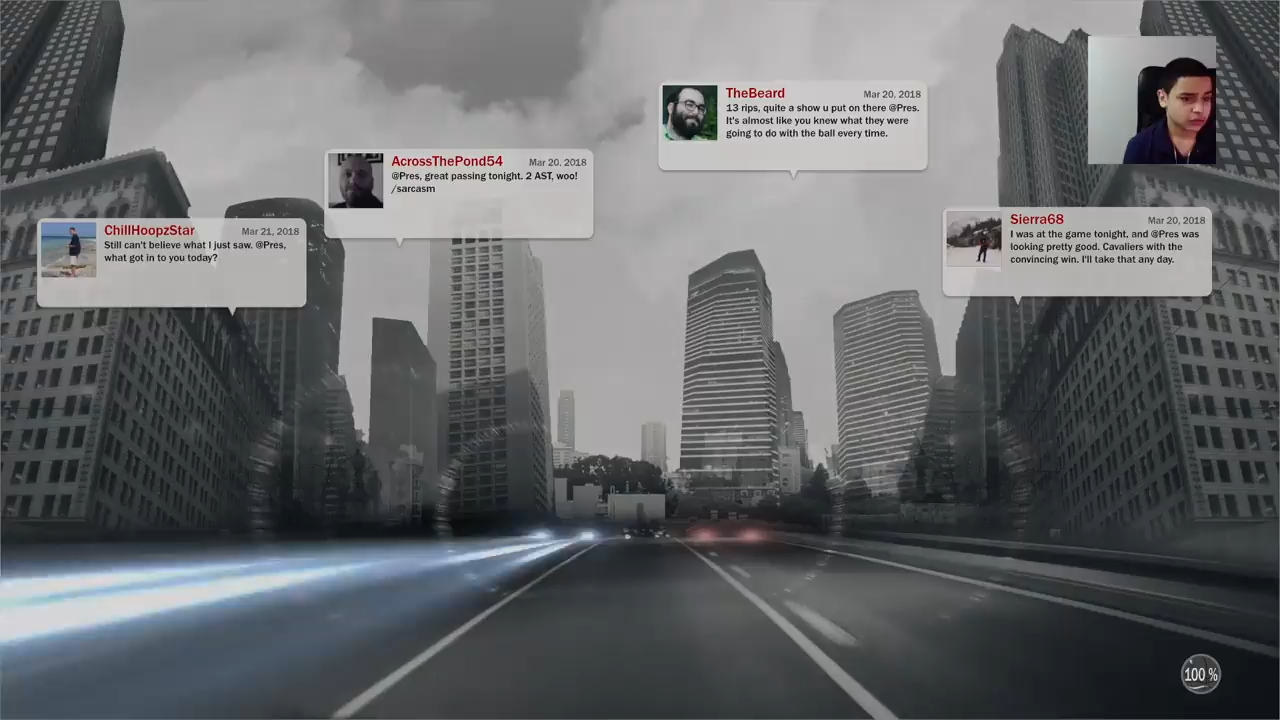 TheBeard
Mar 20, 2018
13 rips, quite a show u put on there @Pres.
It's almost like you knew what they were
going to do with the ball every time.
AcrossThePond54
Mar 20, 2018
@Pres, great passing tonight. 2 AST, woo!
/sarcasm
Sierra68
Mar 20, 2018
I was at the game tonight, and @Pres was
looking pretty good. Cavaliers with the
convincing win. I'll take that any day.
ChillHoopzStar
Mar 21, 2018
Still can't believe what I just saw. @Pres,
what got in to you today?
100 %